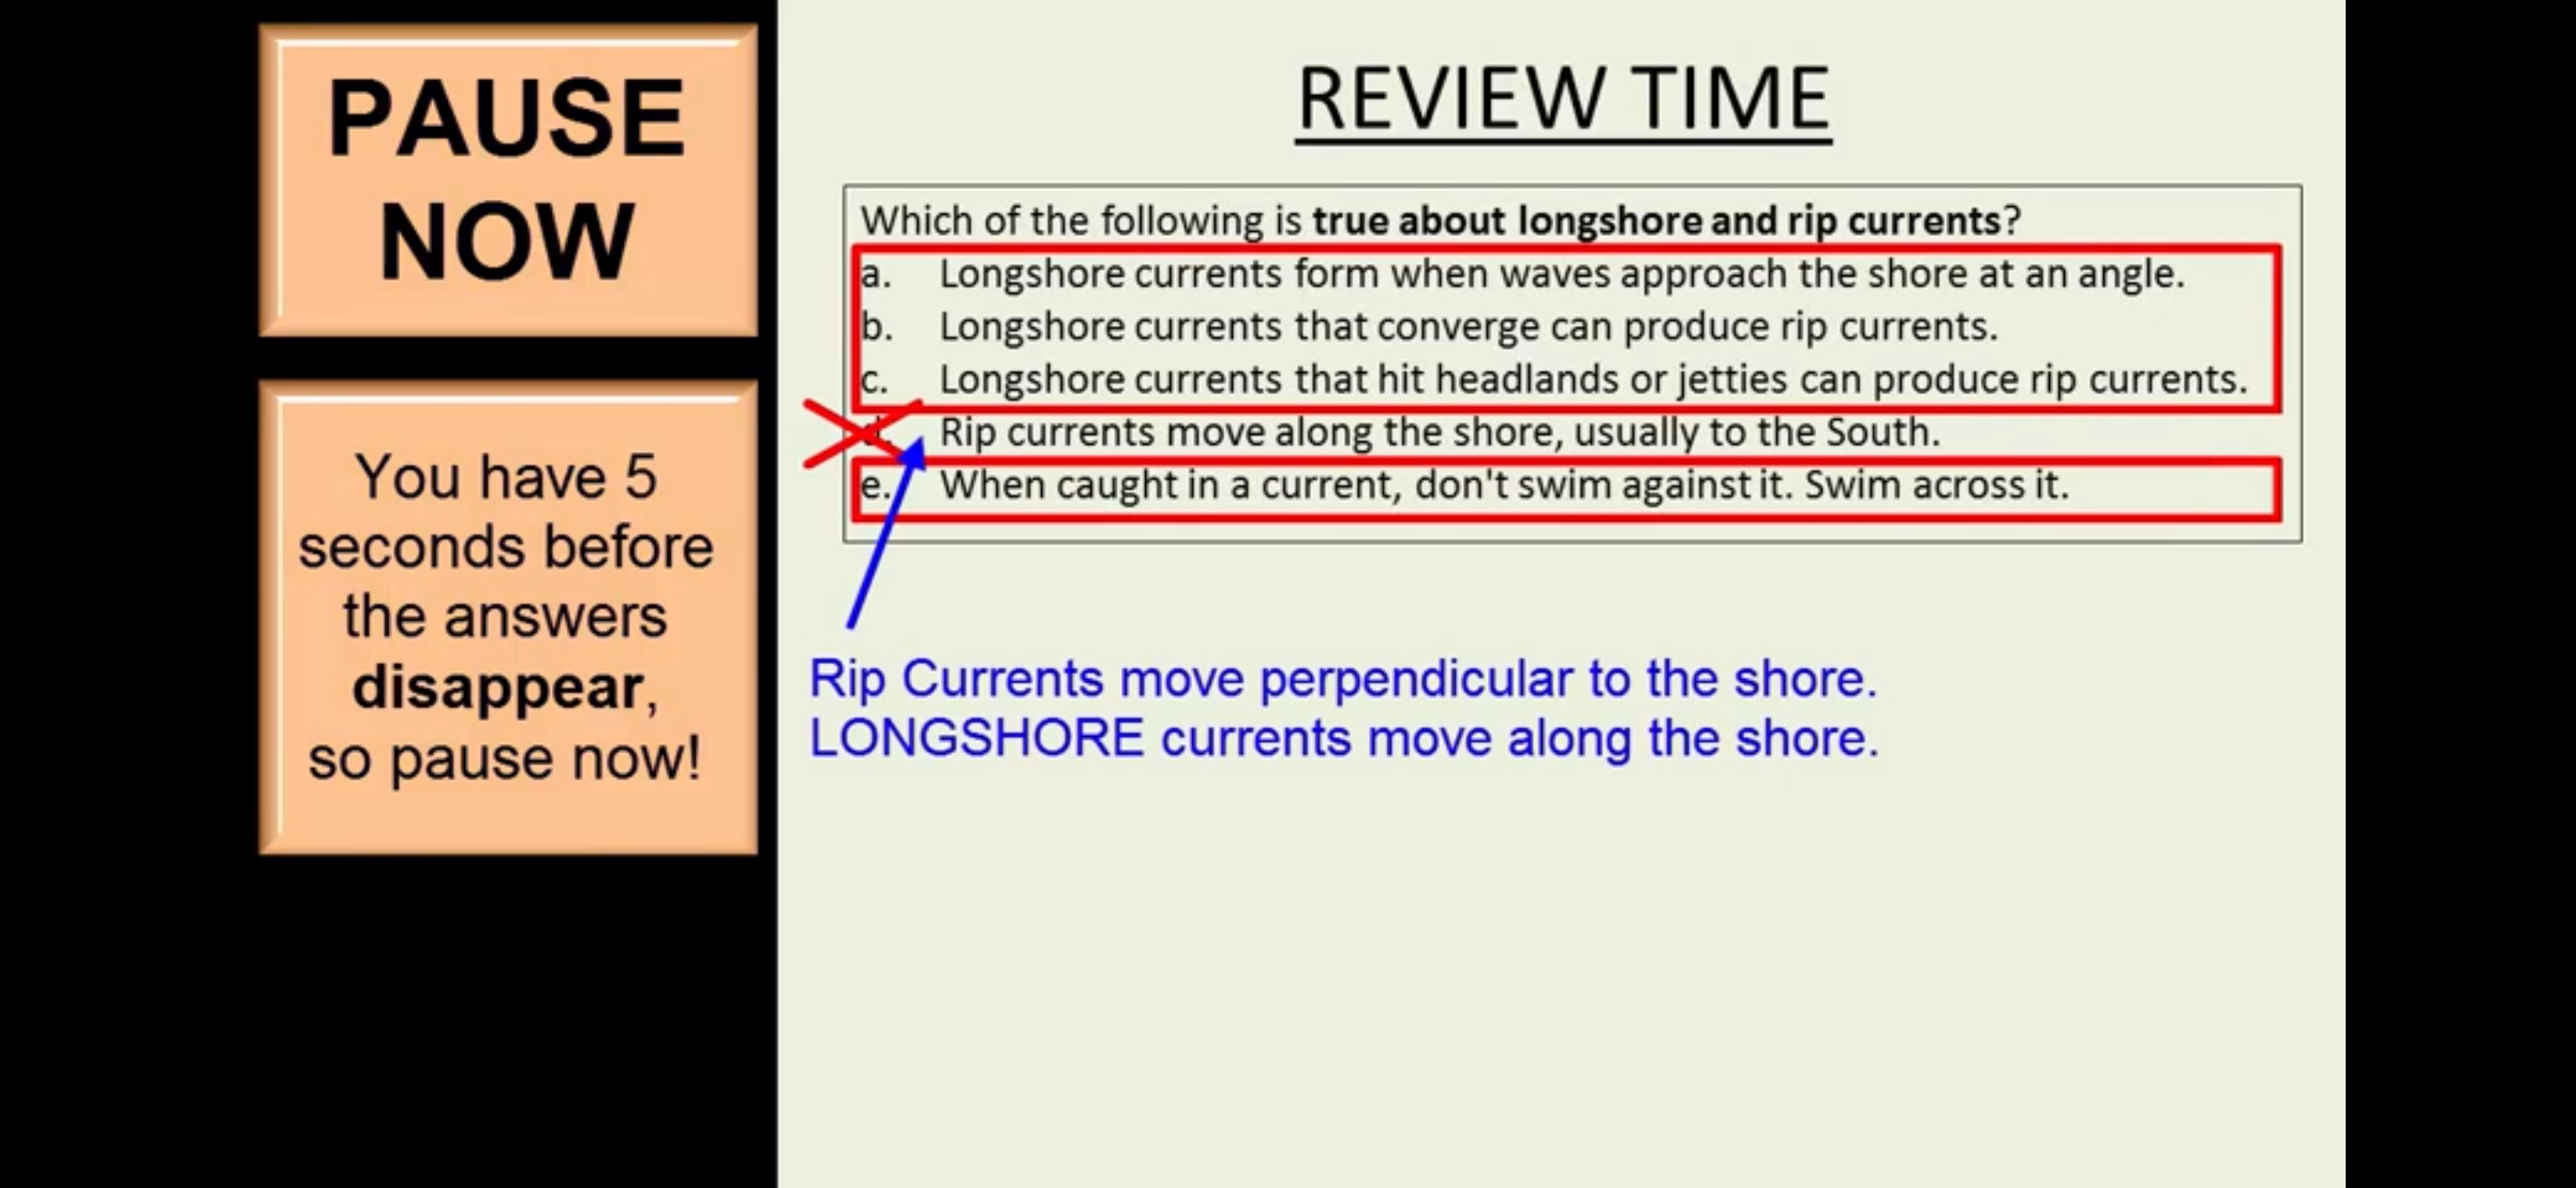 PAUSE
NOW
You have 5
seconds before
the answers
disappear,
so pause now!
REVIEW TIME
Which of the following is true about longshore and rip currents?
a. Longshore currents form when waves approach the shore at an angle.
b. Longshore currents that converge can produce rip currents.
c. Longshore currents that hit headlands or jetties can produce rip currents.
d. Rip currents move along the shore, usually to the South.
e. When caught in a current, don't swim against it. Swim across it.
Rip Currents move perpendicular to the shore.
LONGSHORE currents move along the shore.